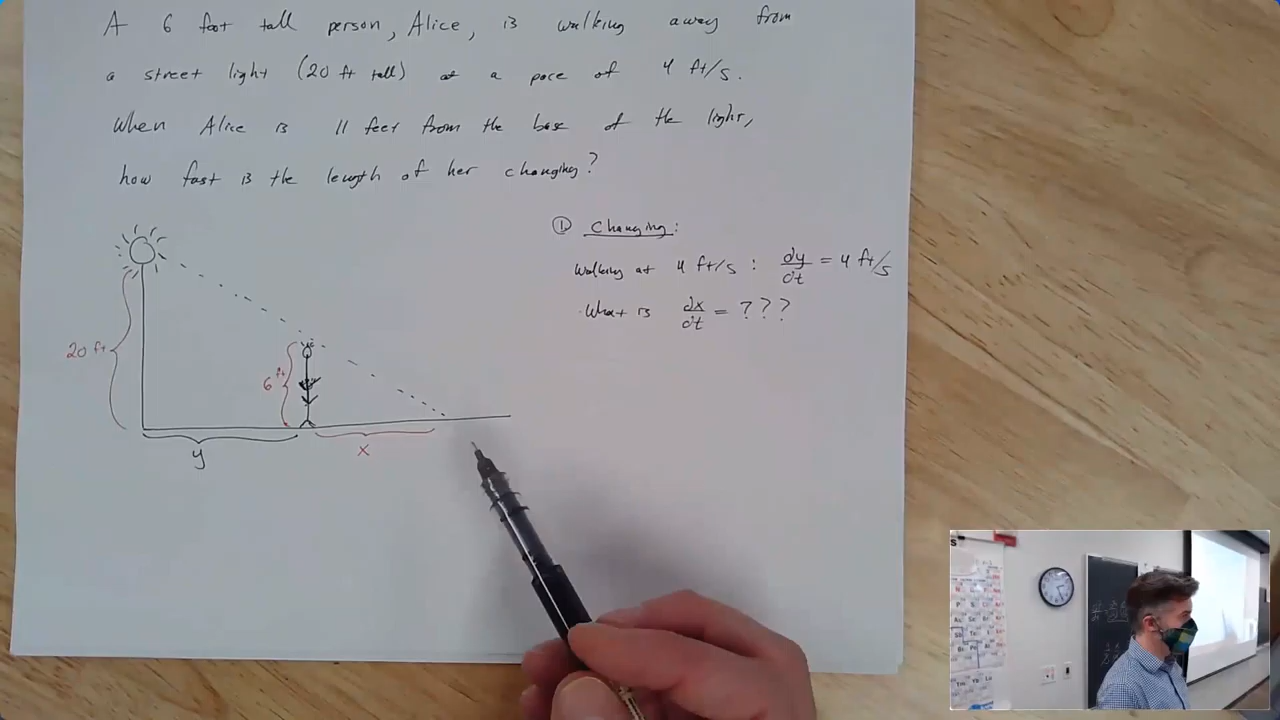 A 6 foot tall person, Alice, is walking away from
a street light (20 ft tall) at a pace of 4 ft/s.
When Alice is 11 feet from the base of the light,
how fast is the length of her changing?
① Changing:
Walking at 4 ft/s : dy/dt = 4 ft/s
What is dx/dt = ???
20 ft
6 ft
y
x